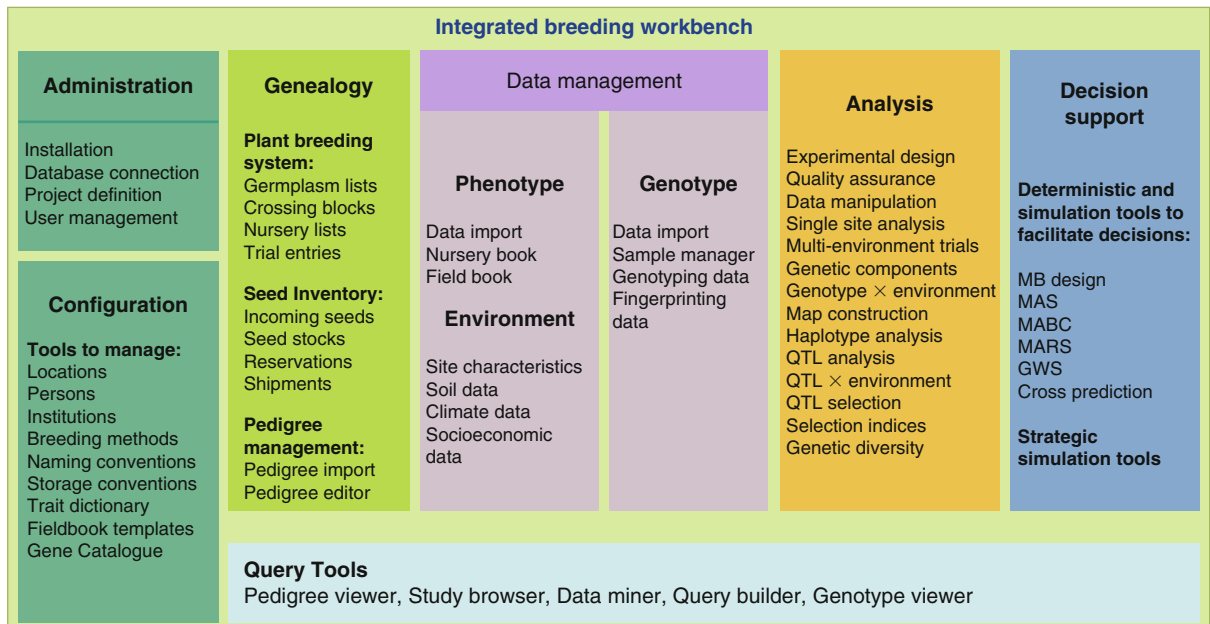 Integrated breeding workbench
Administration
Installation
Database connection
Project definition
User management
Configuration
Tools to manage:
Locations
Persons
Institutions
Breeding methods
Naming conventions
Storage conventions
Trait dictionary
Fieldbook templates
Gene Catalogue
Genealogy
Plant breeding
system:
Germplasm lists
Crossing blocks
Nursery lists
Trial entries
Seed Inventory:
Incoming seeds
Seed stocks
Reservations
Shipments
Pedigree
management:
Pedigree import
Pedigree editor
Data management
Phenotype
Data import
Nursery book
Field book
Environment
Site characteristics
Soil data
Climate data
Socioeconomic
data
Genotype
Data import
Sample manager
Genotyping data
Fingerprinting
data
Analysis
Experimental design
Quality assurance
Data manipulation
Single site analysis
Multi-environment trials
Genetic components
Genotype × environment
Map construction
Haplotype analysis
QTL analysis
QTL × environment
QTL selection
Selection indices
Genetic diversity
Decision
support
Deterministic and
simulation tools to
facilitate decisions:
MB design
MAS
MABC
MARS
GWS
Cross prediction
Strategic
simulation tools
Query Tools
Pedigree viewer, Study browser, Data miner, Query builder, Genotype viewer